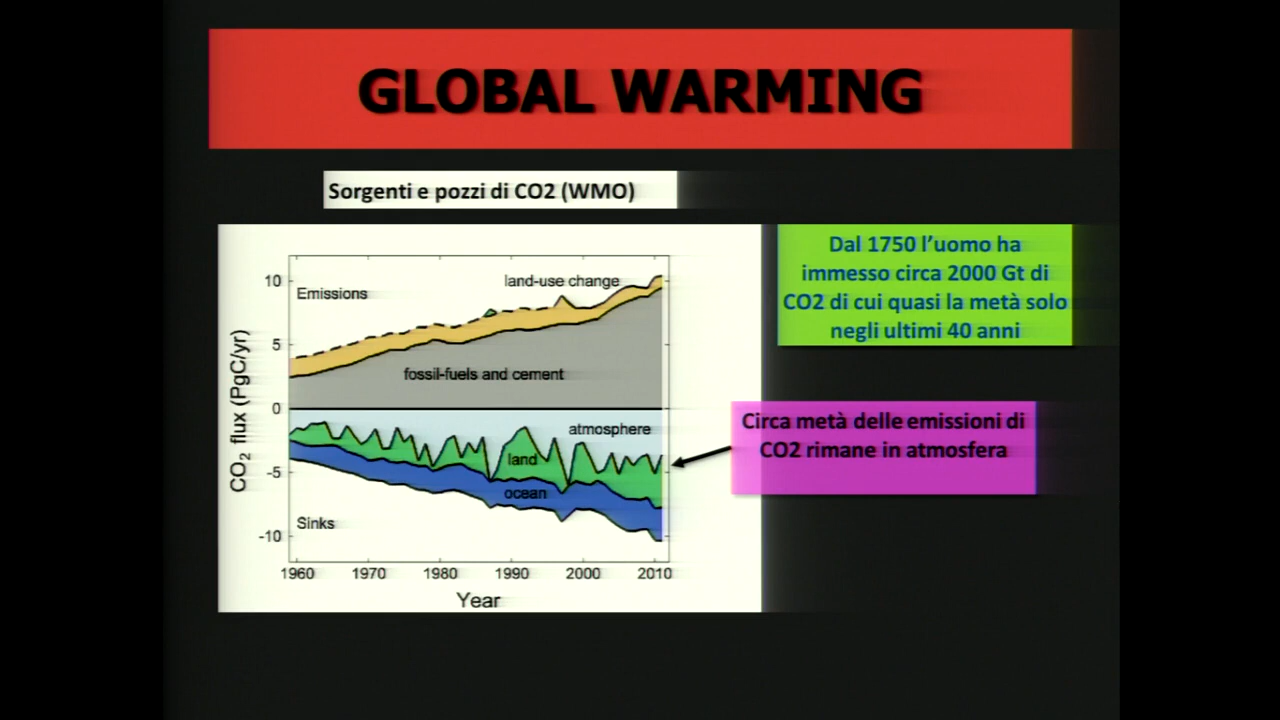 GLOBAL WARMING
Sorgenti e pozzi di CO2 (WMO)
Dal 1750 l'uomo ha
immesso circa 2000 Gt di
CO2 di cui quasi la metà solo
negli ultimi 40 anni
Circa metà delle emissioni di
CO2 rimane in atmosfera
CO2 flux (PgC/yr)
10
5
0
-5
-10
Emissions
land-use change
fossil-fuels and cement
atmosphere
land
ocean
Sinks
1960 1970 1980 1990 2000 2010
Year